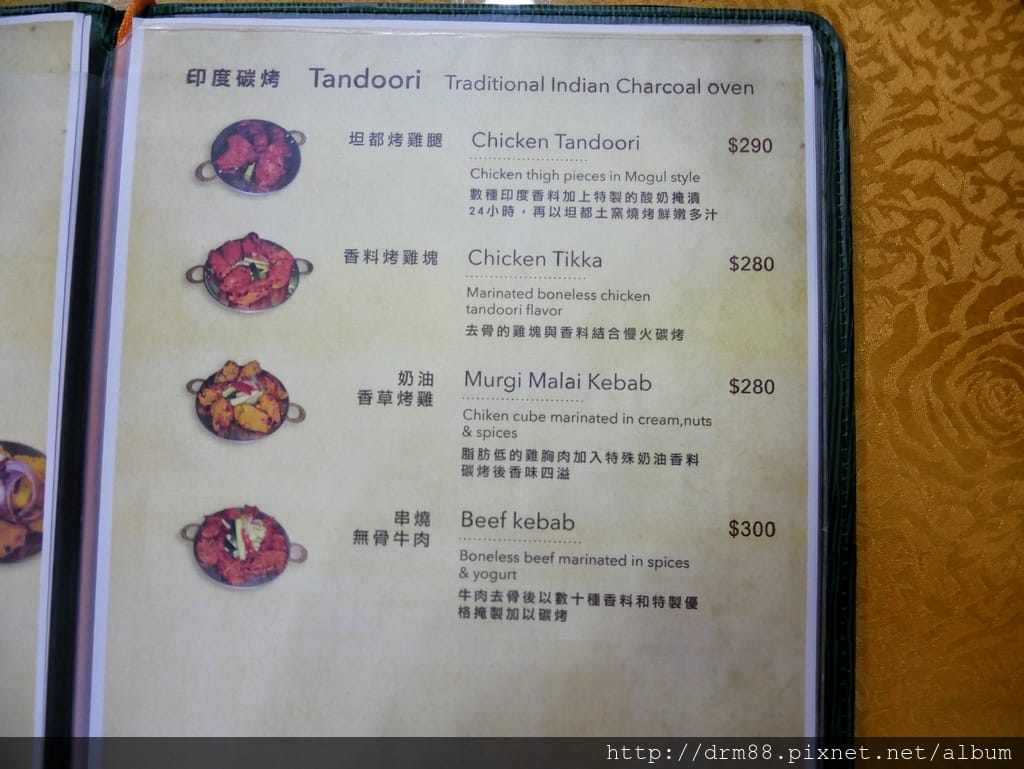 印度碳烤 Tandoori Traditional Indian Charcoal oven
坦都烤雞腿 Chicken Tandoori $290
Chicken thigh pieces in Mogul style
數種印度香料加上特製的酸奶掩漬
24小時，再以坦都土窯燒烤鮮嫩多汁
香料烤雞塊 Chicken Tikka $280
Marinated boneless chicken
tandoori flavor
去骨的雞塊與香料結合慢火碳烤
奶油
香草烤雞 Murgi Malai Kebab $280
Chiken cube marinated in cream,nuts
& spices
脂肪低的雞胸肉加入特殊奶油香料
碳烤後香味四溢
串燒
無骨牛肉 Beef kebab $300
Boneless beef marinated in spices
& yogurt
牛肉去骨後以數十種香料和特製優
格掩製加以碳烤
http://drm88.pixnet.net/album